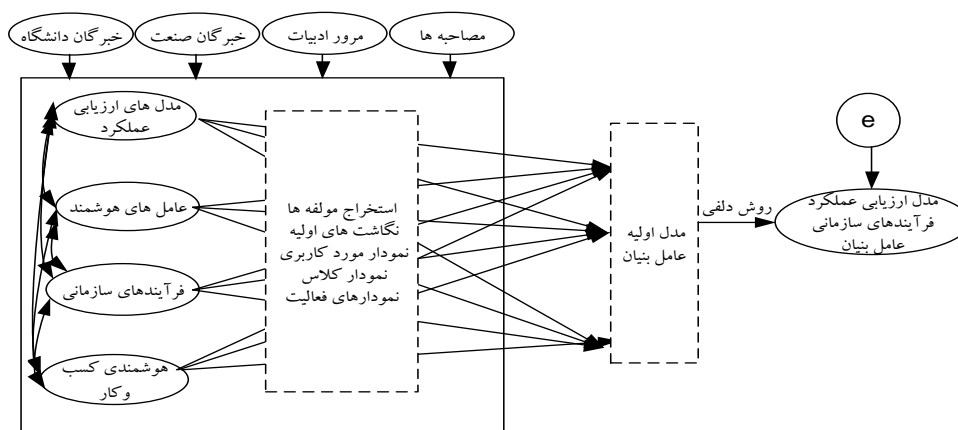 خبرگان دانشگاه
خبرگان صنعت
مرور ادبیات
مصاحبه ها
مدل های ارزیابی
عملکرد
عامل های هوشمند
فرآیندهای سازمانی
هوشمندی کسب
وکار
استخراج مولفه ها
نگاشت های اولیه
نمودار مورد کاربری
نمودار کلاس
نمودارهای فعالیت
مدل اولیه
عامل بنیان
روش دلفی
e
مدل ارزیابی عملکرد
فرآیندهای سازمانی
عامل بنیان